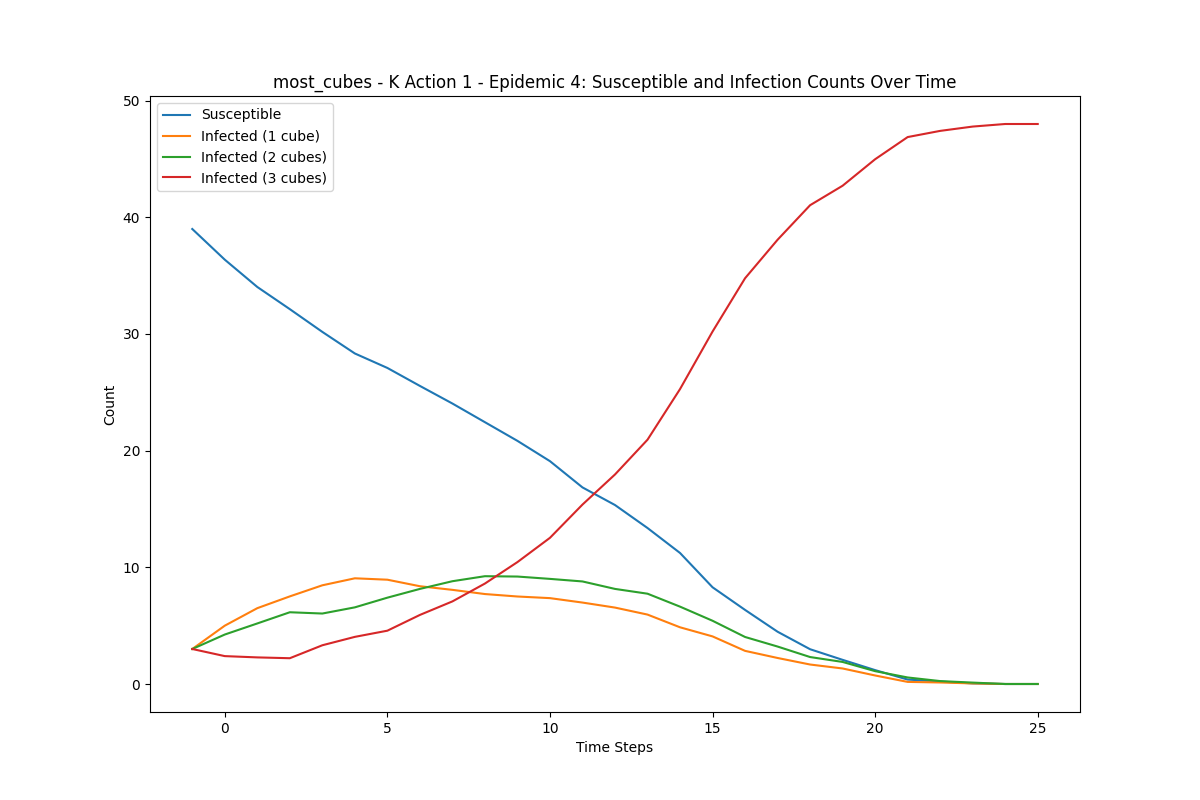 most_cubes - K Action 1 - Epidemic 4: Susceptible and Infection Counts Over Time
Susceptible
Infected (1 cube)
Infected (2 cubes)
Infected (3 cubes)
50
40
30
20
10
0
Count
0 5 10 15 20 25
Time Steps